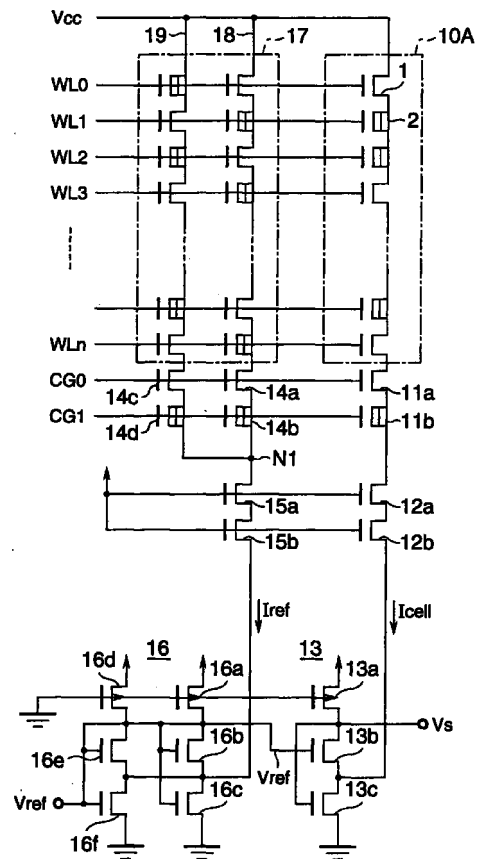 Vcc
19
18
17
10A
WL0
1
WL1
2
WL2
WL3
WLn
CG0
14c
14a
11a
CG1
14d
14b
11b
N1
15a
12a
15b
12b
Iref
Icell
16d
16
16a
13
13a
Vs
16e
16b
13b
Vref
Vref
16c
13c
16f